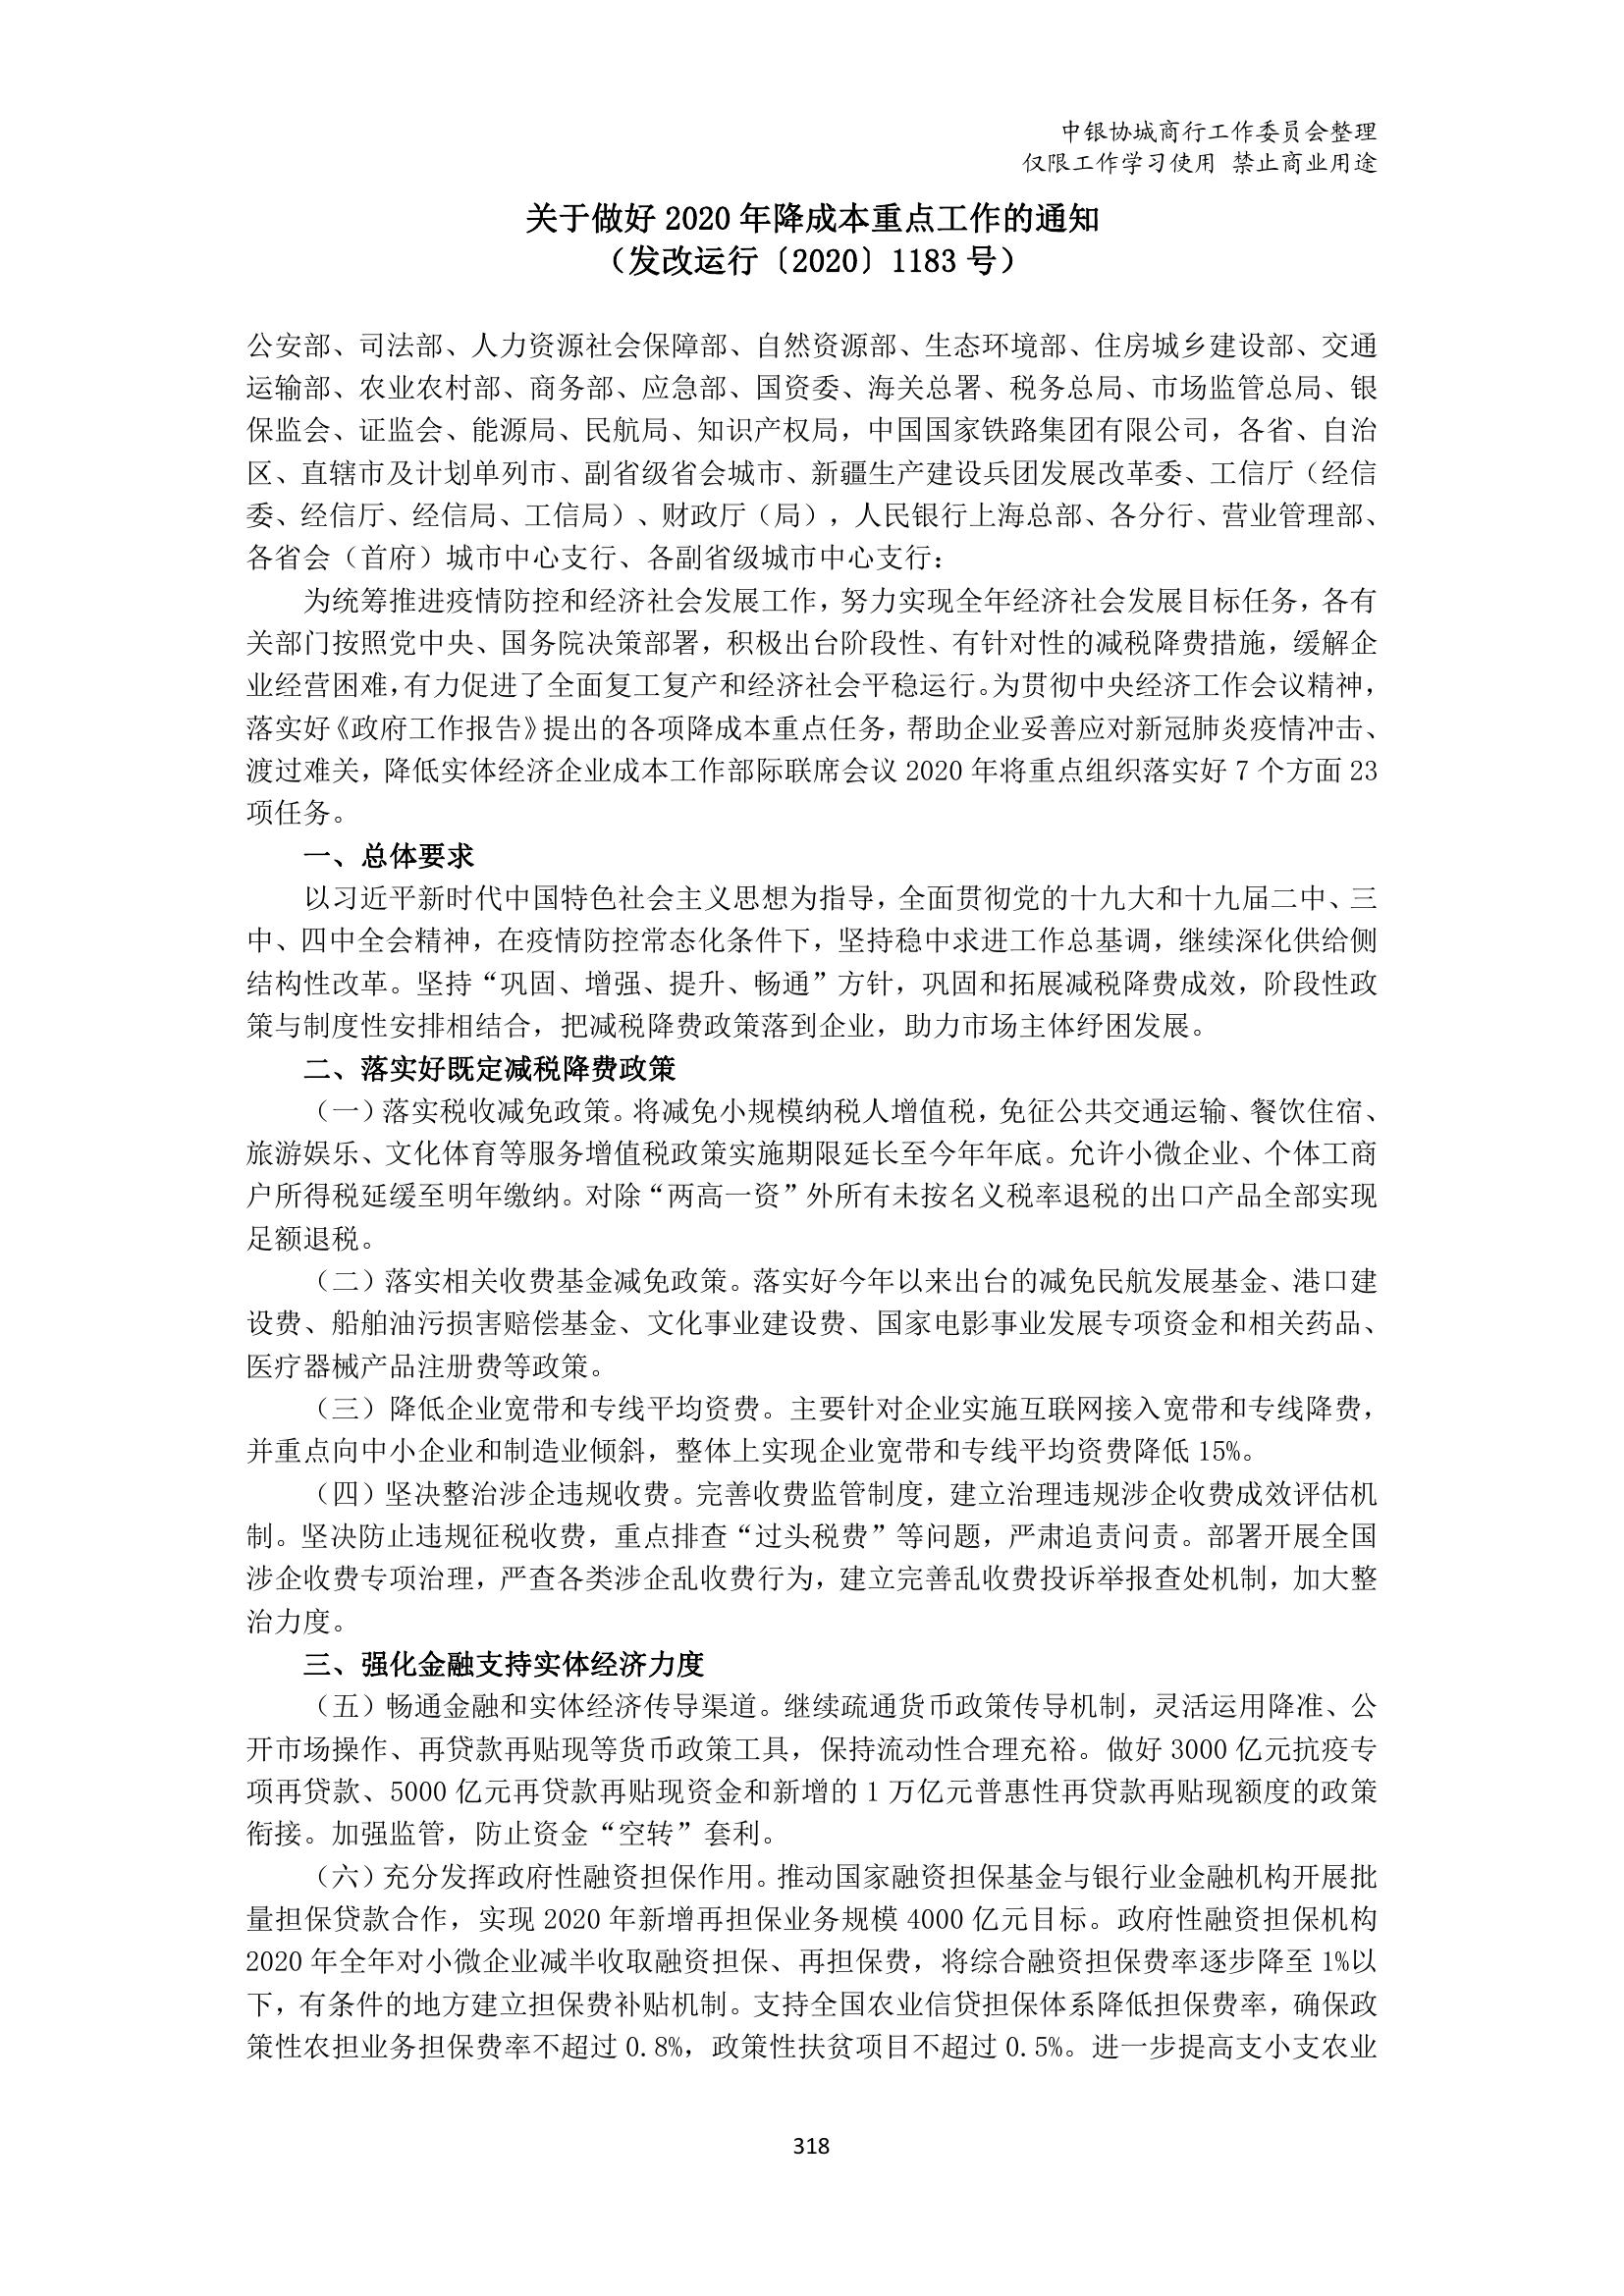 中银协城商行工作委员会整理
仅限工作学习使用 禁止商业用途
关于做好 2020 年降成本重点工作的通知
（发改运行〔2020〕1183 号）
公安部、司法部、人力资源社会保障部、自然资源部、生态环境部、住房城乡建设部、交通
运输部、农业农村部、商务部、应急部、国资委、海关总署、税务总局、市场监管总局、银
保监会、证监会、能源局、民航局、知识产权局，中国国家铁路集团有限公司，各省、自治
区、直辖市及计划单列市、副省级省会城市、新疆生产建设兵团发展改革委、工信厅（经信
委、经信厅、经信局、工信局）、财政厅（局），人民银行上海总部、各分行、营业管理部、
各省会（首府）城市中心支行、各副省级城市中心支行：
为统筹推进疫情防控和经济社会发展工作，努力实现全年经济社会发展目标任务，各有
关部门按照党中央、国务院决策部署，积极出台阶段性、有针对性的减税降费措施，缓解企
业经营困难，有力促进了全面复工复产和经济社会平稳运行。为贯彻中央经济工作会议精神，
落实好《政府工作报告》提出的各项降成本重点任务，帮助企业妥善应对新冠肺炎疫情冲击、
渡过难关，降低实体经济企业成本工作部际联席会议 2020 年将重点组织落实好 7 个方面 23
项任务。
一、总体要求
以习近平新时代中国特色社会主义思想为指导，全面贯彻党的十九大和十九届二中、三
中、四中全会精神，在疫情防控常态化条件下，坚持稳中求进工作总基调，继续深化供给侧
结构性改革。坚持“巩固、增强、提升、畅通”方针，巩固和拓展减税降费成效，阶段性政
策与制度性安排相结合，把减税降费政策落到企业，助力市场主体纾困发展。
二、落实好既定减税降费政策
（一）落实税收减免政策。将减免小规模纳税人增值税，免征公共交通运输、餐饮住宿、
旅游娱乐、文化体育等服务增值税政策实施期限延长至今年年底。允许小微企业、个体工商
户所得税延缓至明年缴纳。对除“两高一资”外所有未按名义税率退税的出口产品全部实现
足额退税。
（二）落实相关收费基金减免政策。落实好今年以来出台的减免民航发展基金、港口建
设费、船舶油污损害赔偿基金、文化事业建设费、国家电影事业发展专项资金和相关药品、
医疗器械产品注册费等政策。
（三）降低企业宽带和专线平均资费。主要针对企业实施互联网接入宽带和专线降费，
并重点向中小企业和制造业倾斜，整体上实现企业宽带和专线平均资费降低 15%。
（四）坚决整治涉企违规收费。完善收费监管制度，建立治理违规涉企收费成效评估机
制。坚决防止违规征税收费，重点排查“过头税费”等问题，严肃追责问责。部署开展全国
涉企收费专项治理，严查各类涉企乱收费行为，建立完善乱收费投诉举报查处机制，加大整
治力度。
三、强化金融支持实体经济力度
（五）畅通金融和实体经济传导渠道。继续疏通货币政策传导机制，灵活运用降准、公
开市场操作、再贷款再贴现等货币政策工具，保持流动性合理充裕。做好 3000 亿元抗疫专
项再贷款、5000 亿元再贷款再贴现资金和新增的 1 万亿元普惠性再贷款再贴现额度的政策
衔接。加强监管，防止资金“空转”套利。
（六）充分发挥政府性融资担保作用。推动国家融资担保基金与银行业金融机构开展批
量担保贷款合作，实现 2020 年新增再担保业务规模 4000 亿元目标。政府性融资担保机构
2020 年全年对小微企业减半收取融资担保、再担保费，将综合融资担保费率逐步降至 1%以
下，有条件的地方建立担保费补贴机制。支持全国农业信贷担保体系降低担保费率，确保政
策性农担业务担保费率不超过 0.8%，政策性扶贫项目不超过 0.5%。进一步提高支小支农业
318